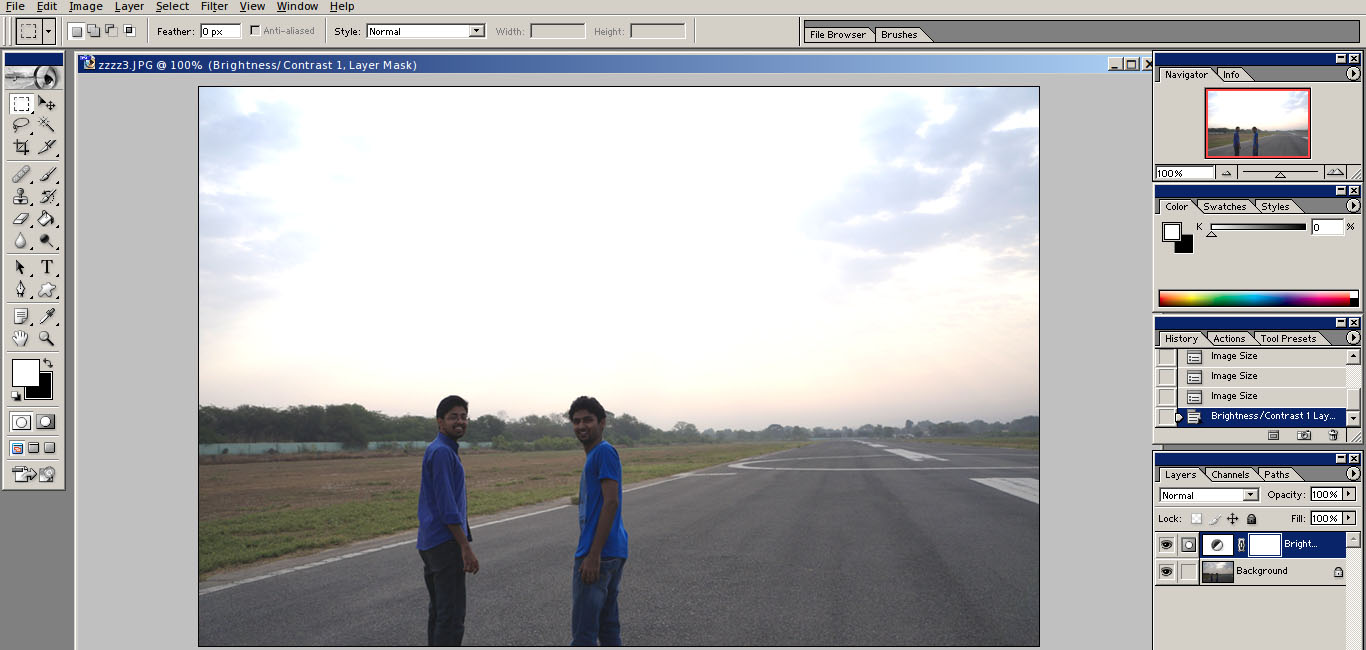 File Edit Image Layer Select Filter View Window Help
Feather: 0 px Anti-aliased Style: Normal Width: Height: File Browser Brushes
zzzz3.JPG @ 100% (Brightness/Contrast 1, Layer Mask)
Navigator Info
100%
Color Swatches Styles
K 0 %
History Actions Tool Presets
Image Size
Image Size
Image Size
Brightness/Contrast 1 Lay...
Layers Channels Paths
Normal Opacity: 100%
Lock: Fill: 100%
Bright...
Background
T